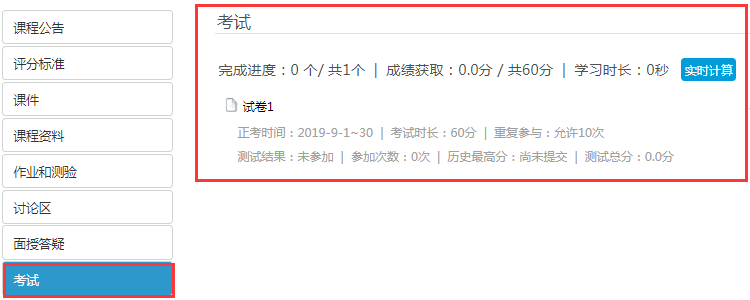 课程公告
评分标准
课件
课程资料
作业和测验
讨论区
面授答疑
考试
考试
完成进度：0 个/ 共1个 | 成绩获取：0.0分 / 共60分 | 学习时长：0秒 实时计算
试卷1
正考时间：2019-9-1~30 | 考试时长：60分 | 重复参与：允许10次
测试结果：未参加 | 参加次数：0次 | 历史最高分：尚未提交 | 测试总分：0.0分